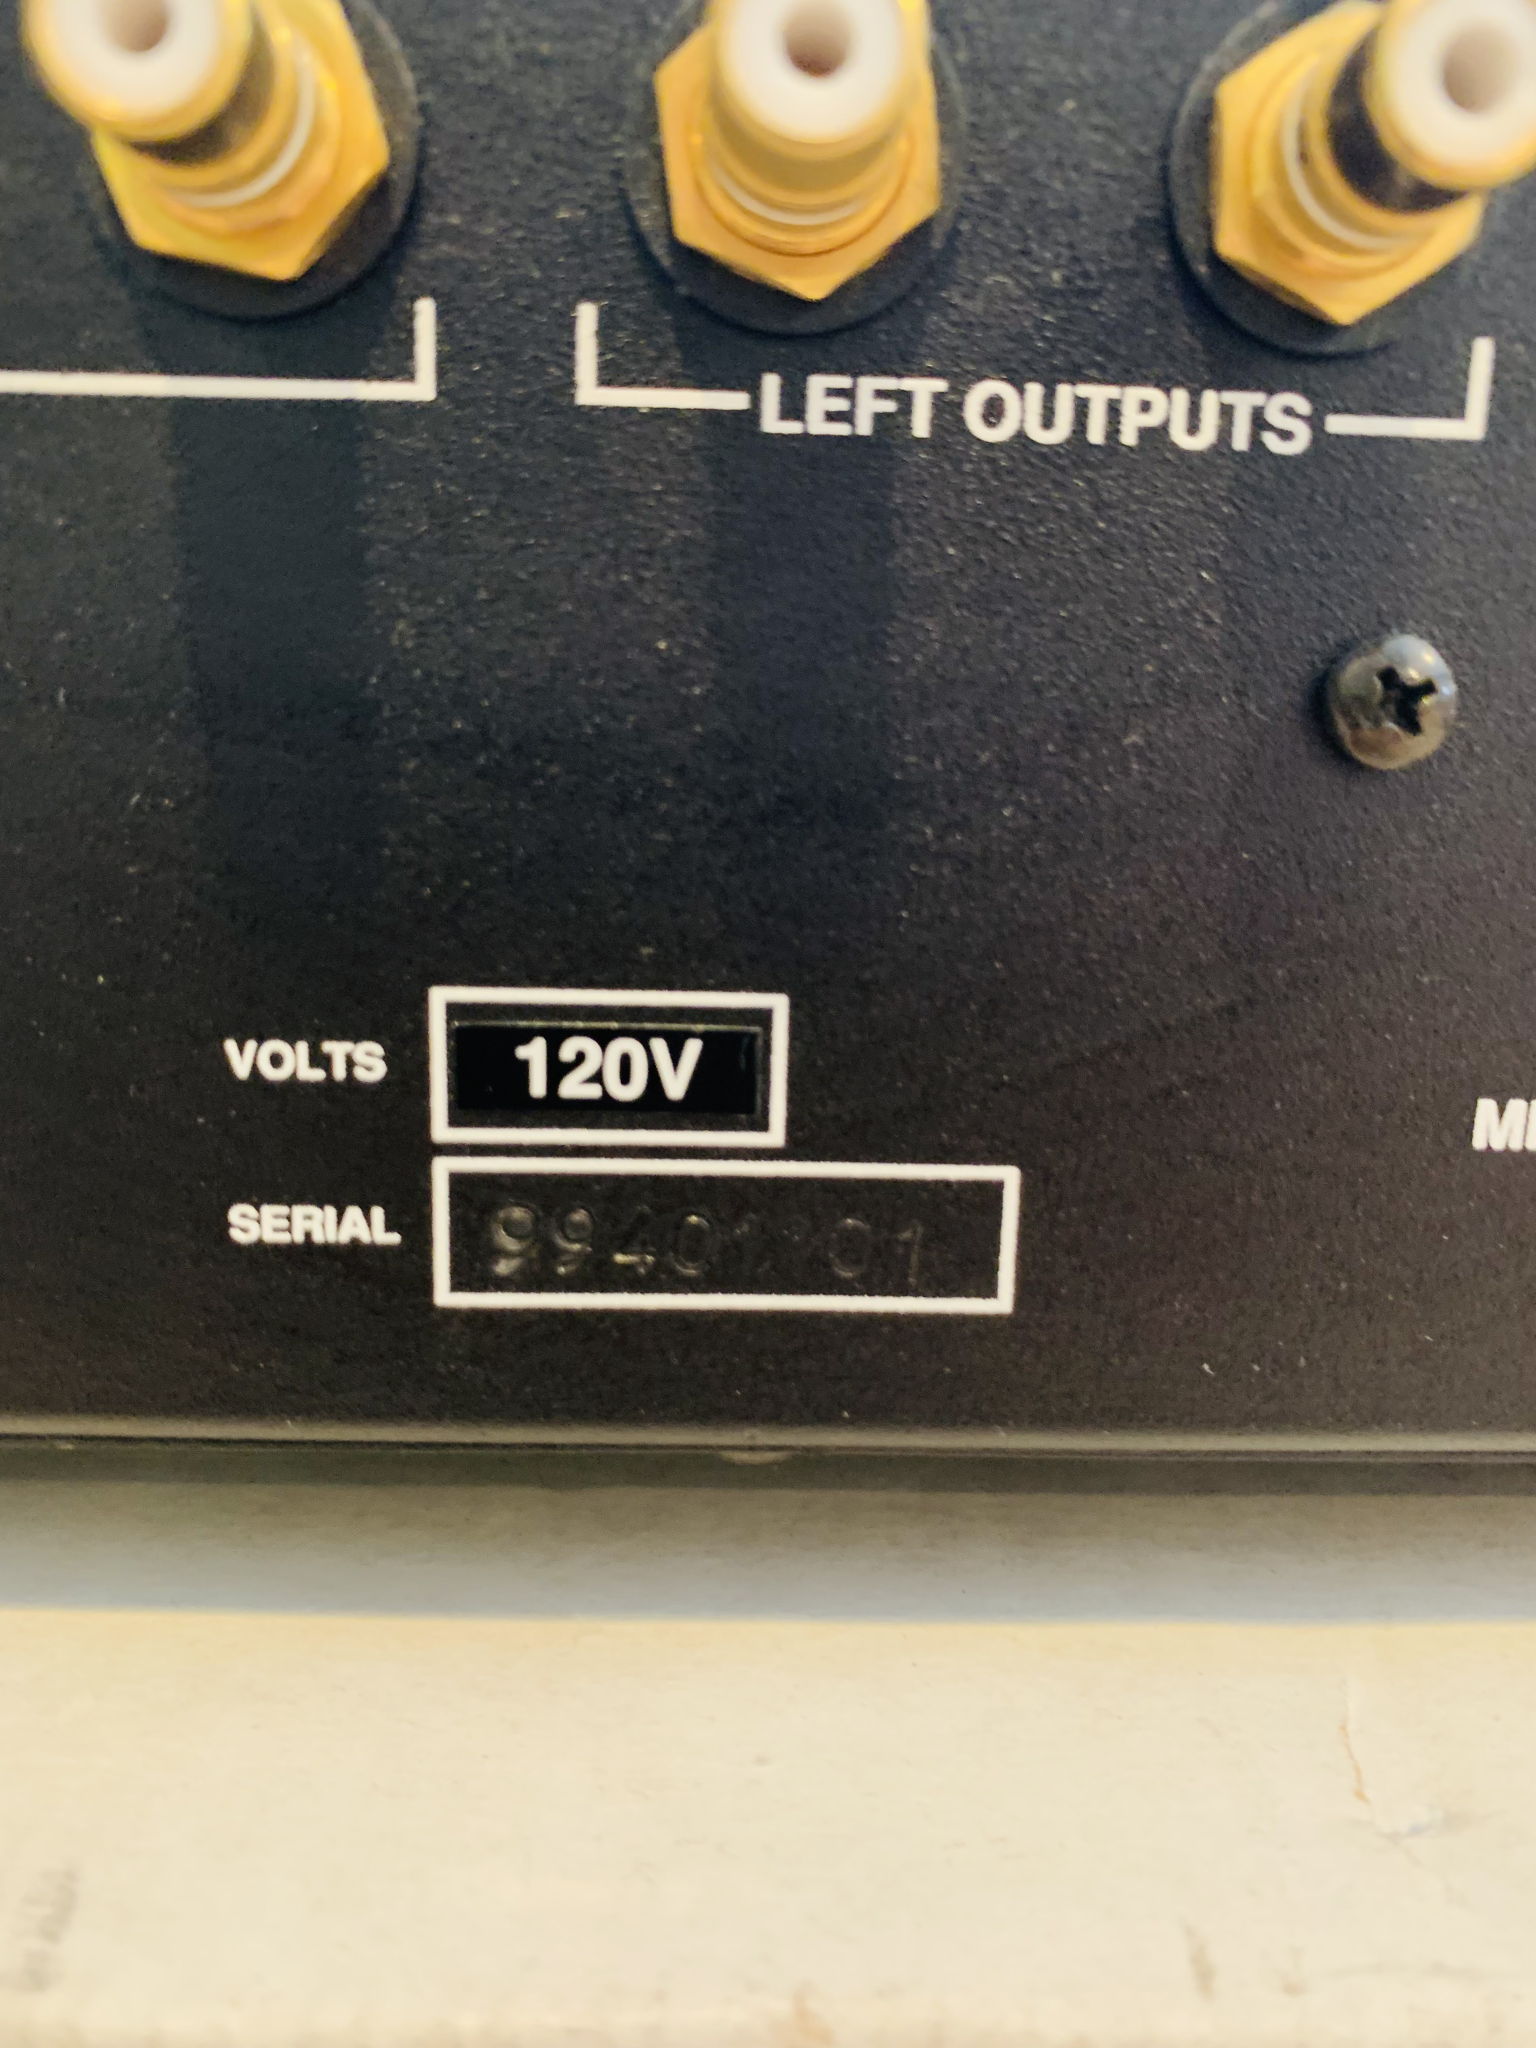 LEFT OUTPUTS
VOLTS 120V
SERIAL